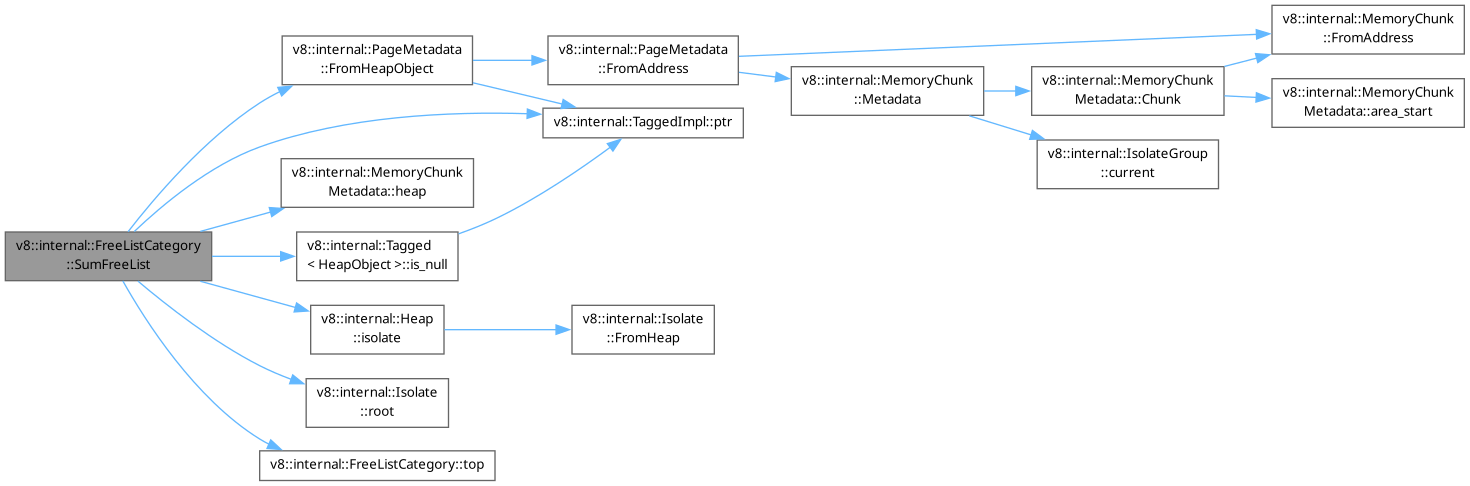 v8::internal::FreeListCategory
::SumFreeList
v8::internal::PageMetadata
::FromHeapObject
v8::internal::PageMetadata
::FromAddress
v8::internal::TaggedImpl::ptr
v8::internal::MemoryChunk
::Metadata
v8::internal::MemoryChunk
Metadata::Chunk
v8::internal::MemoryChunk
::FromAddress
v8::internal::MemoryChunk
Metadata::area_start
v8::internal::IsolateGroup
::current
v8::internal::MemoryChunk
Metadata::heap
v8::internal::Tagged
< HeapObject >::is_null
v8::internal::Heap
::isolate
v8::internal::Isolate
::FromHeap
v8::internal::Isolate
::root
v8::internal::FreeListCategory::top